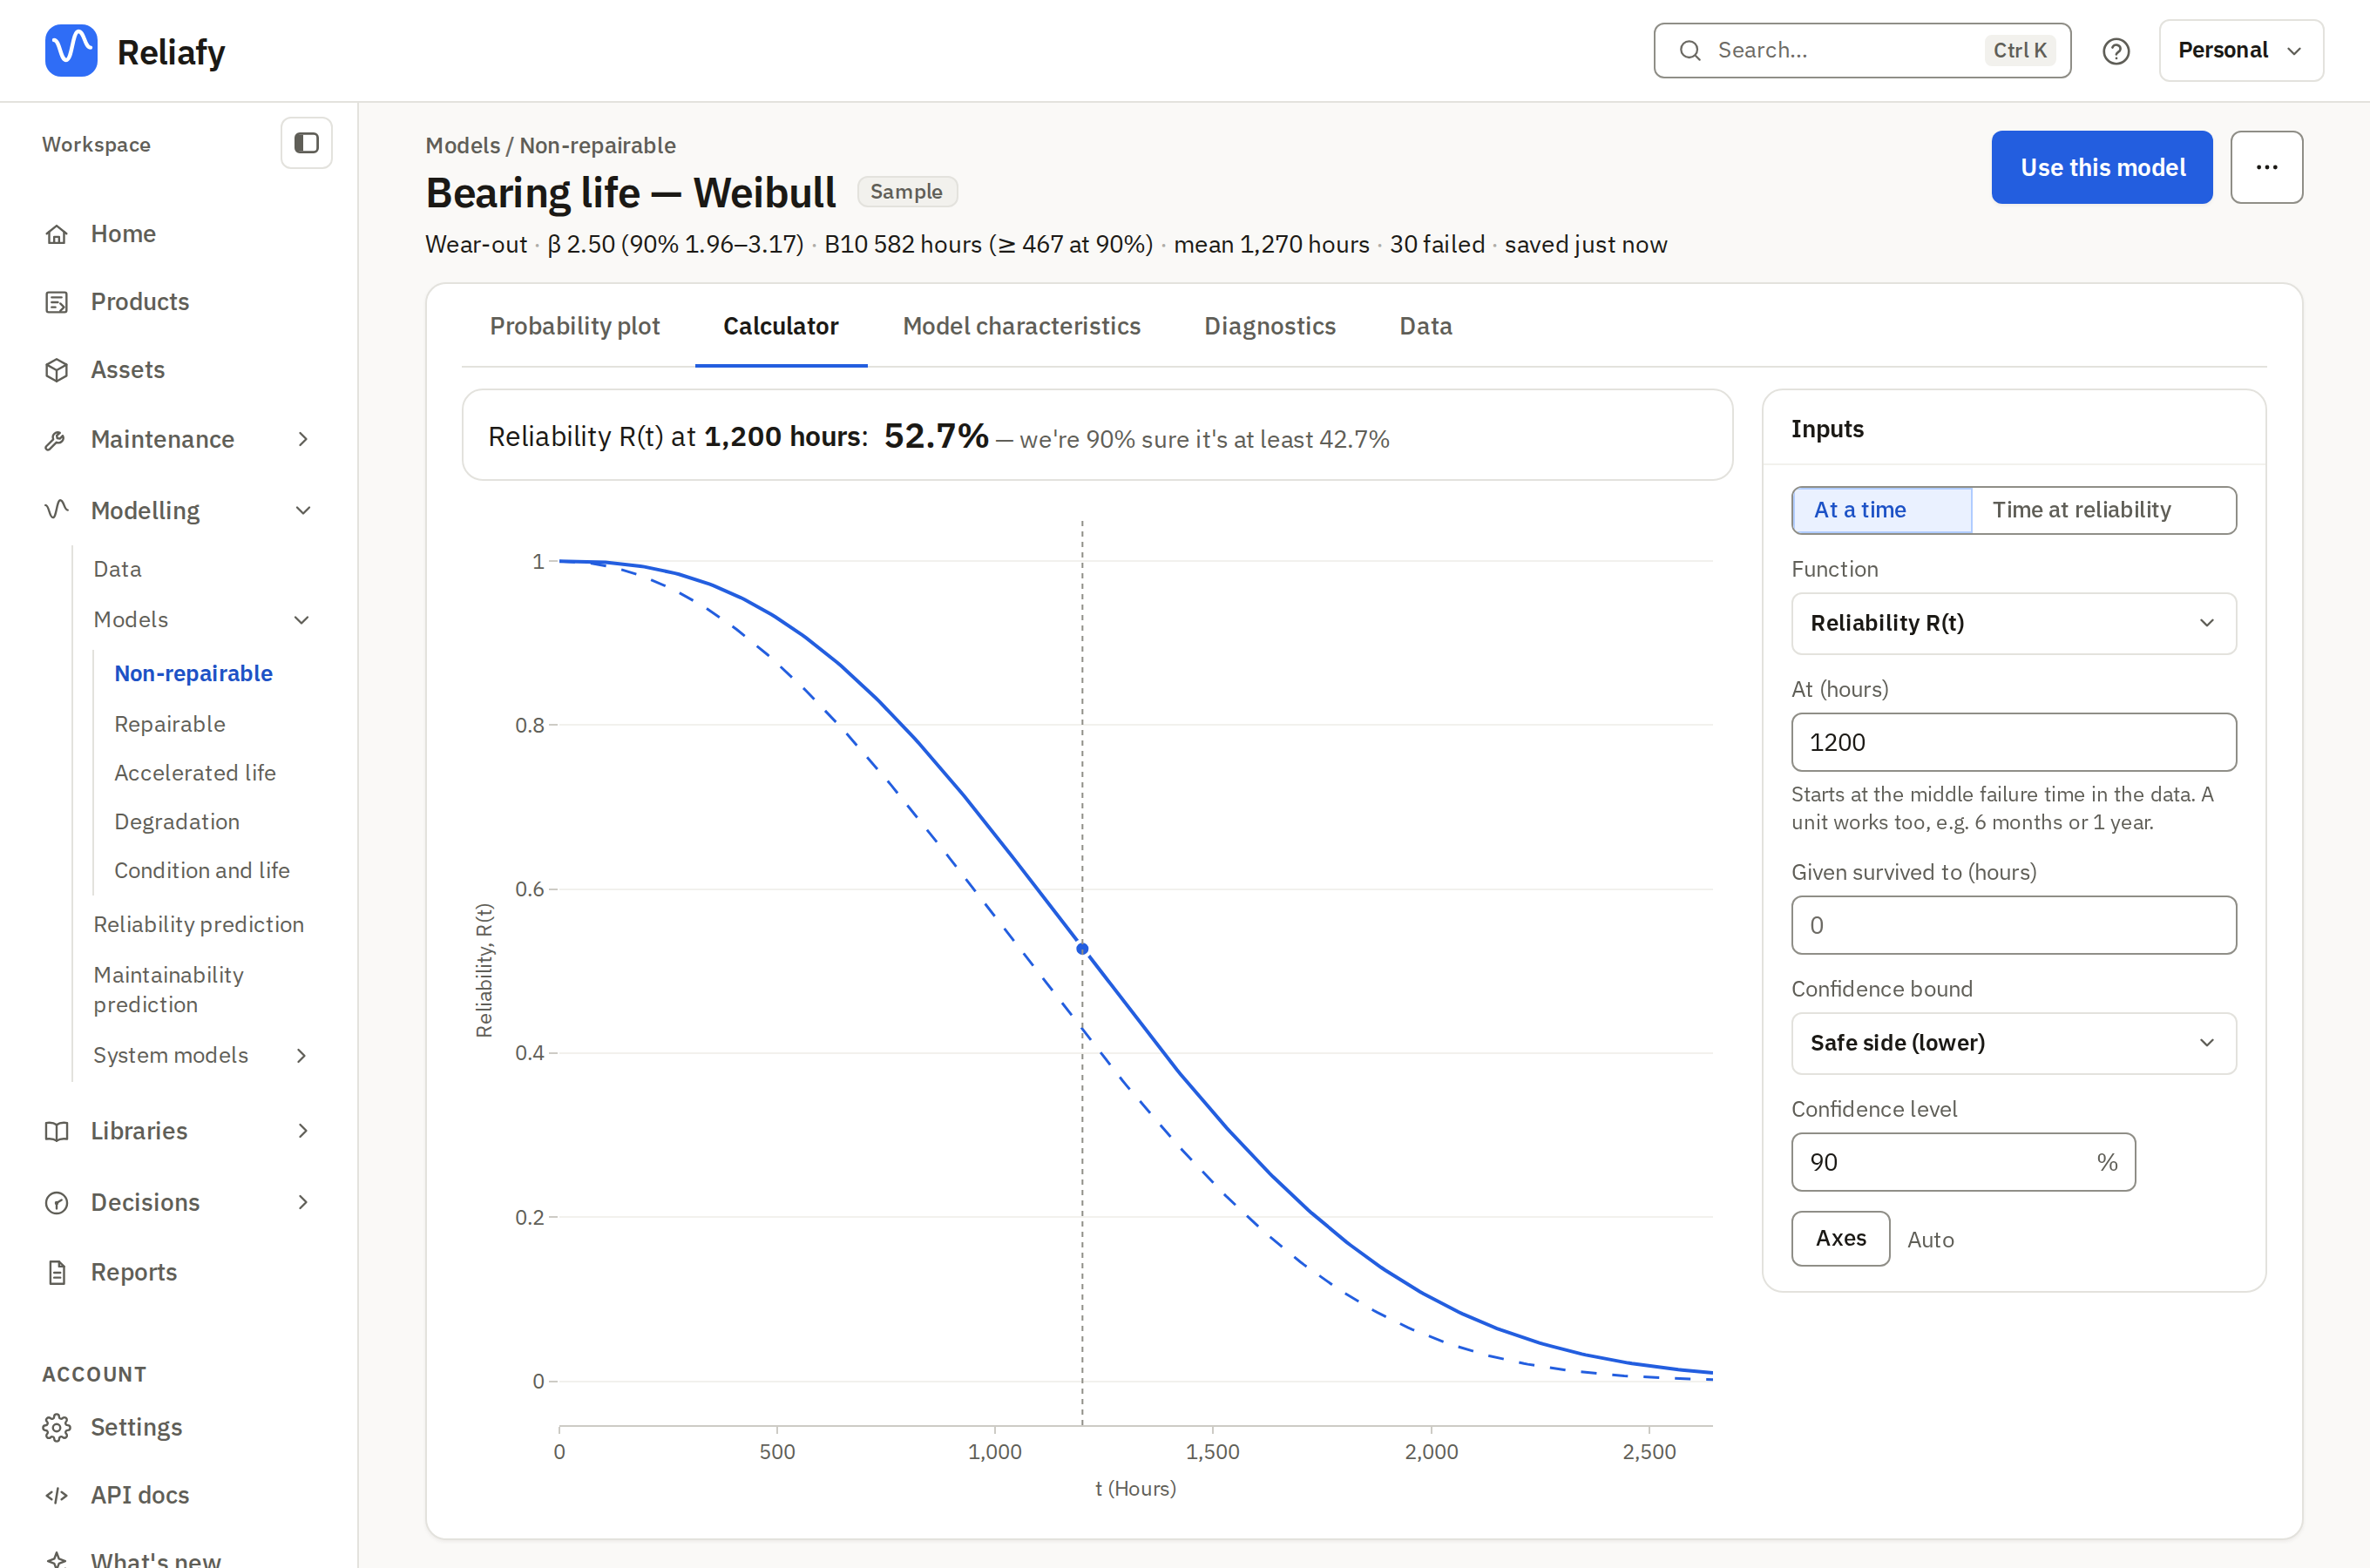 Reliafy
Search...
Ctrl K
Personal
Workspace
Home
Products
Assets
Maintenance
Modelling
Data
Models
Non-repairable
Repairable
Accelerated life
Degradation
Condition and life
Reliability prediction
Maintainability
prediction
System models
Libraries
Decisions
Reports
ACCOUNT
Settings
API docs
What's new
Models / Non-repairable
Bearing life — Weibull
Sample
Wear-out · β 2.50 (90% 1.96–3.17) · B10 582 hours (≥ 467 at 90%) · mean 1,270 hours · 30 failed · saved just now
Use this model
Probability plot
Calculator
Model characteristics
Diagnostics
Data
Reliability R(t) at 1,200 hours: 52.7% — we're 90% sure it's at least 42.7%
1
0.8
0.6
0.4
0.2
0
Reliability, R(t)
0
500
1,000
1,500
2,000
2,500
t (Hours)
Inputs
At a time
Time at reliability
Function
Reliability R(t)
At (hours)
1200
Starts at the middle failure time in the data. A
unit works too, e.g. 6 months or 1 year.
Given survived to (hours)
0
Confidence bound
Safe side (lower)
Confidence level
90 %
Axes
Auto